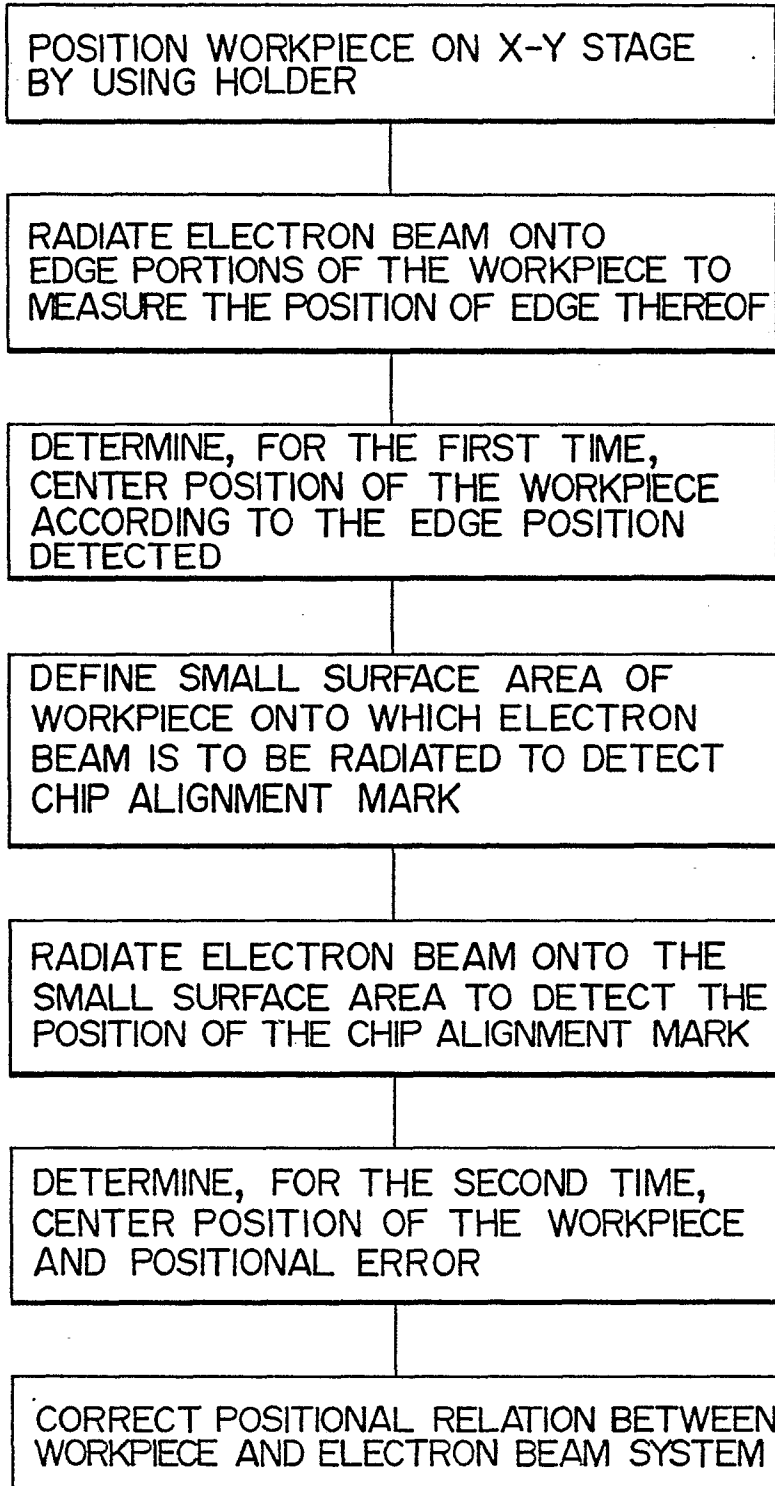 POSITION WORKPIECE ON X-Y STAGE
BY USING HOLDER
RADIATE ELECTRON BEAM ONTO
EDGE PORTIONS OF THE WORKPIECE TO
MEASURE THE POSITION OF EDGE THEREOF
DETERMINE, FOR THE FIRST TIME,
CENTER POSITION OF THE WORKPIECE
ACCORDING TO THE EDGE POSITION
DETECTED
DEFINE SMALL SURFACE AREA OF
WORKPIECE ONTO WHICH ELECTRON
BEAM IS TO BE RADIATED TO DETECT
CHIP ALIGNMENT MARK
RADIATE ELECTRON BEAM ONTO THE
SMALL SURFACE AREA TO DETECT THE
POSITION OF THE CHIP ALIGNMENT MARK
DETERMINE, FOR THE SECOND TIME,
CENTER POSITION OF THE WORKPIECE
AND POSITIONAL ERROR
CORRECT POSITIONAL RELATION BETWEEN
WORKPIECE AND ELECTRON BEAM SYSTEM